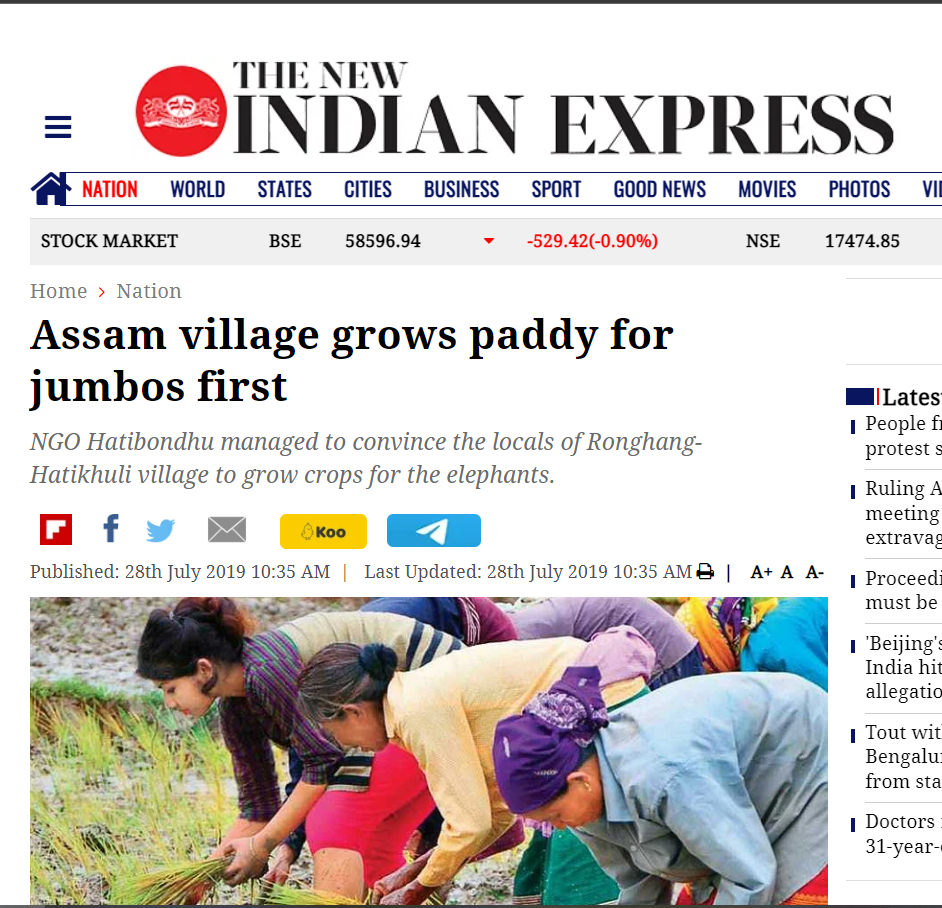 THE NEW
INDIAN EXPRESS
NATION WORLD STATES CITIES BUSINESS SPORT GOOD NEWS MOVIES PHOTOS
STOCK MARKET BSE 58596.94 -529.42(-0.90%) NSE 17474.85
Home > Nation
Assam village grows paddy for
jumbos first
NGO Hatibondhu managed to convince the locals of Ronghang-
Hatikhuli village to grow crops for the elephants.
Koo
Published: 28th July 2019 10:35 AM | Last Updated: 28th July 2019 10:35 AM | A+ A A-
Lates
People f
protest s
Ruling A
meeting
extravag
Proceedi
must be
'Beijing's
India hit
allegatio
Tout wit
Bengalu
from sta
Doctors
31-year-